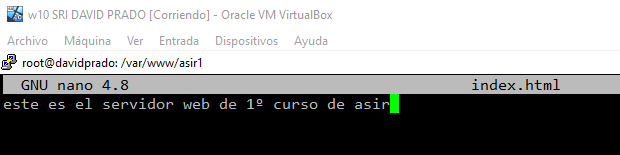 w10 SRI DAVID PRADO [Corriendo] - Oracle VM VirtualBox
Archivo Máquina Ver Entrada Dispositivos Ayuda
root@davidprado: /var/www/asir1
GNU nano 4.8 index.html
este es el servidor web de 1º curso de asir